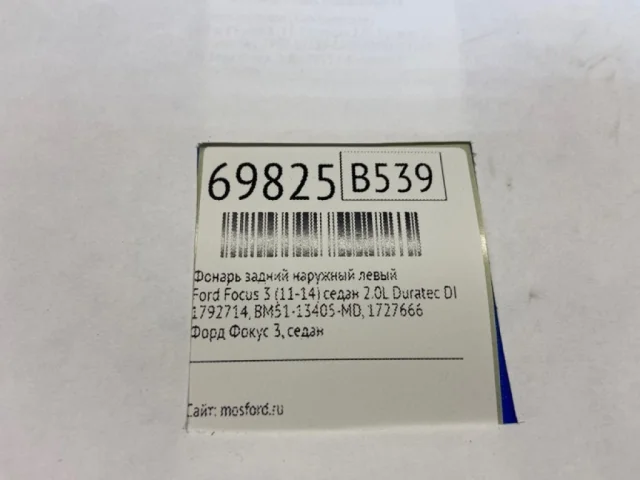 69825 B539
Фонарь задний наружный левый
Ford Focus 3 (11-14) седан 2.0L Duratec DI
1792714, BM51-13405-MD, 1727666
Форд Фокус 3, седан
Сайт: mosford.ru